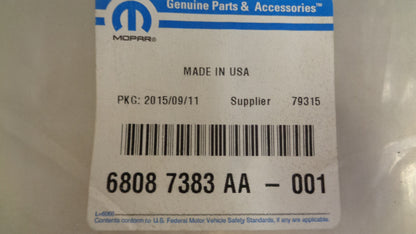 Genuine Parts & Accessories™
MOPAR®
MADE IN USA
PKG: 2015/09/11 Supplier 79315
6808 7383 AA - 001
L-6066
Contents conform to U.S. Federal Motor Vehicle Safety Standards, if any are applicable.